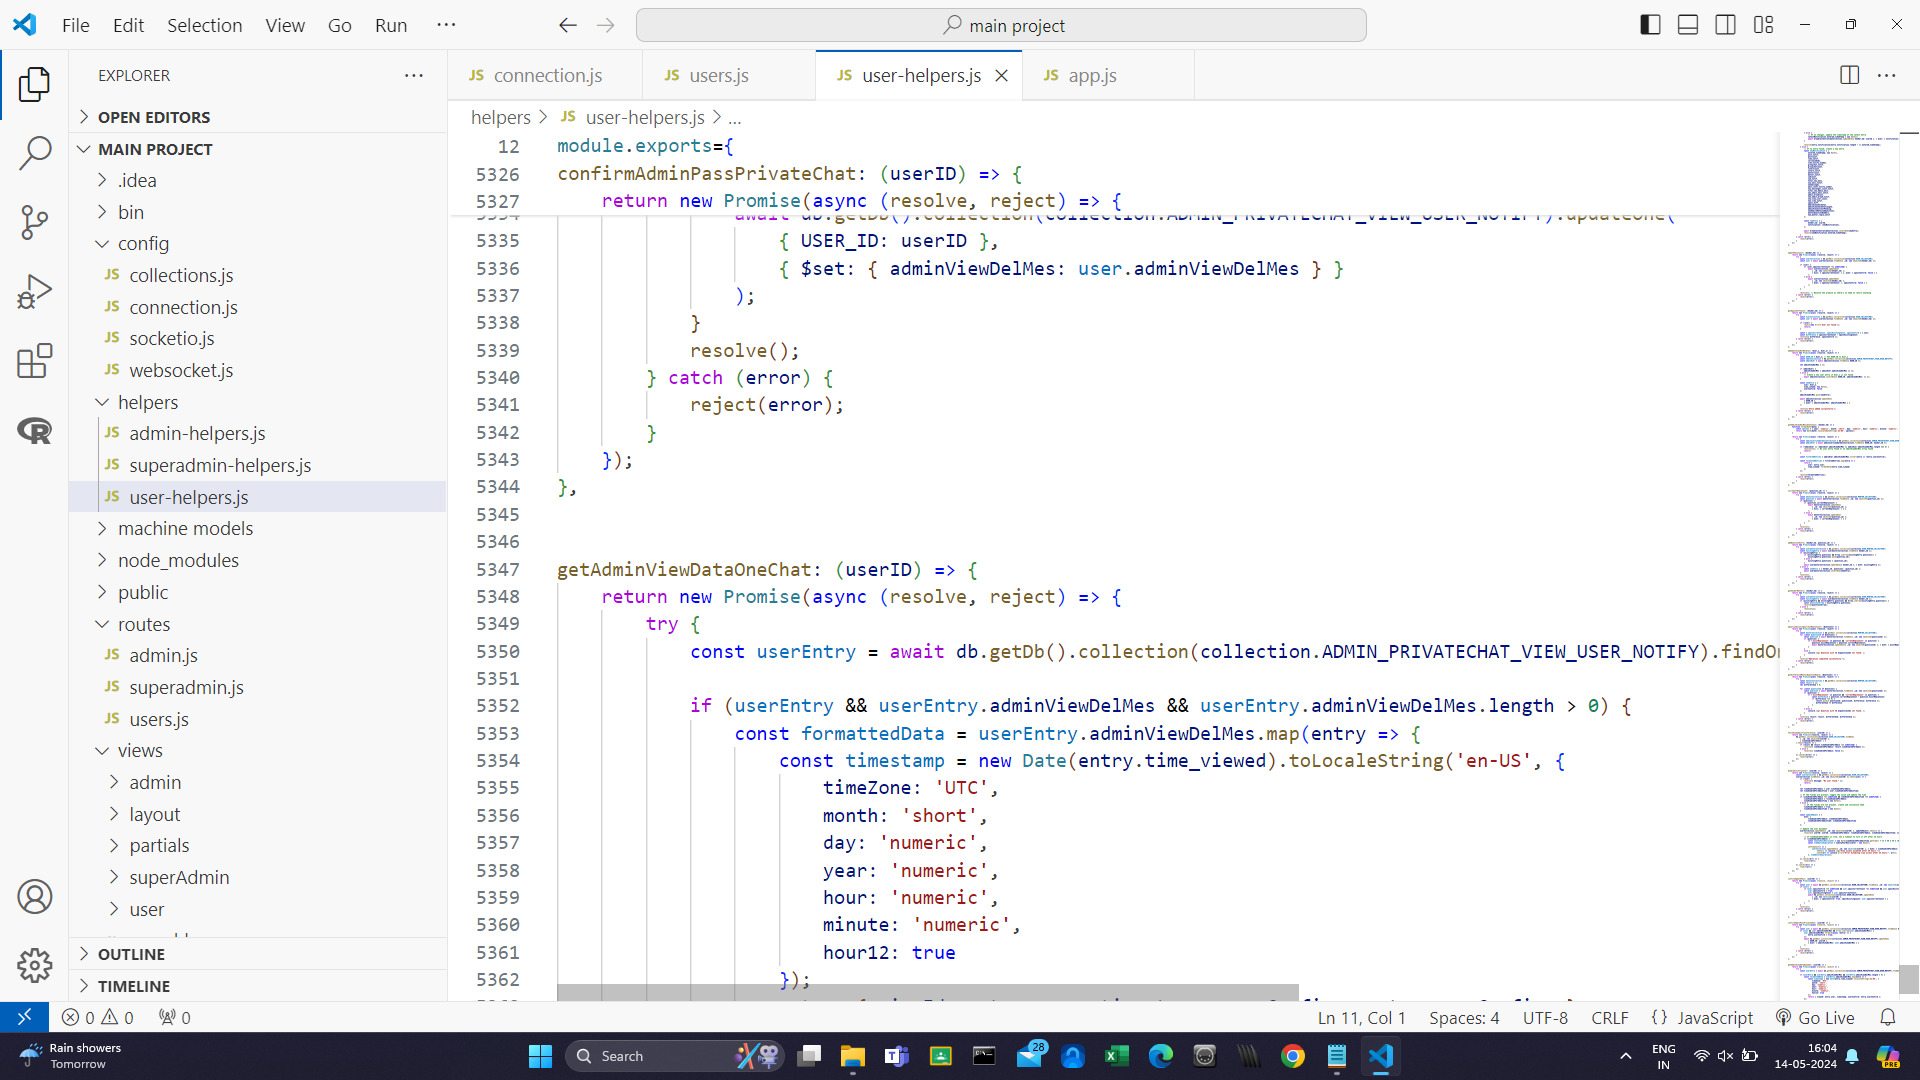 File Edit Selection View Go Run ···
main project
EXPLORER
OPEN EDITORS
MAIN PROJECT
.idea
bin
config
JS collections.js
JS connection.js
JS socketio.js
JS websocket.js
helpers
JS admin-helpers.js
JS superadmin-helpers.js
JS user-helpers.js
machine models
node_modules
public
routes
JS admin.js
JS superadmin.js
JS users.js
views
admin
layout
partials
superAdmin
user
OUTLINE
TIMELINE
JS connection.js JS users.js JS user-helpers.js JS app.js
helpers > JS user-helpers.js > ...
12 module.exports={
5326 confirmAdminPassPrivateChat: (userID) => {
5327 return new Promise(async (resolve, reject) => {
await db.getDb().collection(collection.ADMIN_PRIVATECHAT_VIEW_USER_NOTIFY).updateOne(
5335 { USER_ID: userID },
5336 { $set: { adminViewDelMes: user.adminViewDelMes } }
5337 );
5338 }
5339 resolve();
5340 } catch (error) {
5341 reject(error);
5342 }
5343 });
5344 },
5345
5346
5347 getAdminViewDataOneChat: (userID) => {
5348 return new Promise(async (resolve, reject) => {
5349 try {
5350 const userEntry = await db.getDb().collection(collection.ADMIN_PRIVATECHAT_VIEW_USER_NOTIFY).findO
5351
5352 if (userEntry && userEntry.adminViewDelMes && userEntry.adminViewDelMes.length > 0) {
5353 const formattedData = userEntry.adminViewDelMes.map(entry => {
5354 const timestamp = new Date(entry.time_viewed).toLocaleString('en-US', {
5355 timeZone: 'UTC',
5356 month: 'short',
5357 day: 'numeric',
5358 year: 'numeric',
5359 hour: 'numeric',
5360 minute: 'numeric',
5361 hour12: true
5362 });
0 0 0
Ln 11, Col 1 Spaces: 4 UTF-8 CRLF {} JavaScript Go Live
Rain showers
Tomorrow
Search
28
PRE
ENG
IN
16:04
14-05-2024